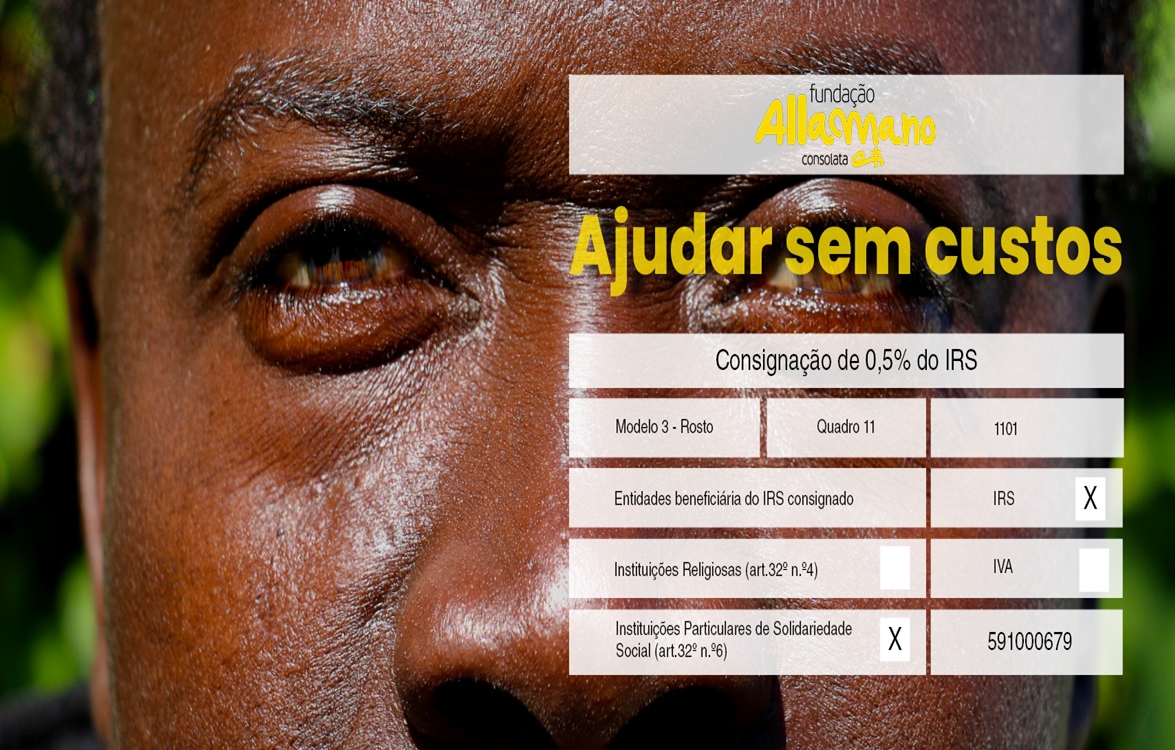 fundação
Allamano
consolata
Ajudar sem custos
Consignação de 0,5% do IRS
Modelo 3 - Rosto
Quadro 11
1101
Entidades beneficiária do IRS consignado
IRS
X
Instituições Religiosas (art.32º n.º4)
IVA
Instituições Particulares de Solidariedade
Social (art.32º n.º6)
X
591000679